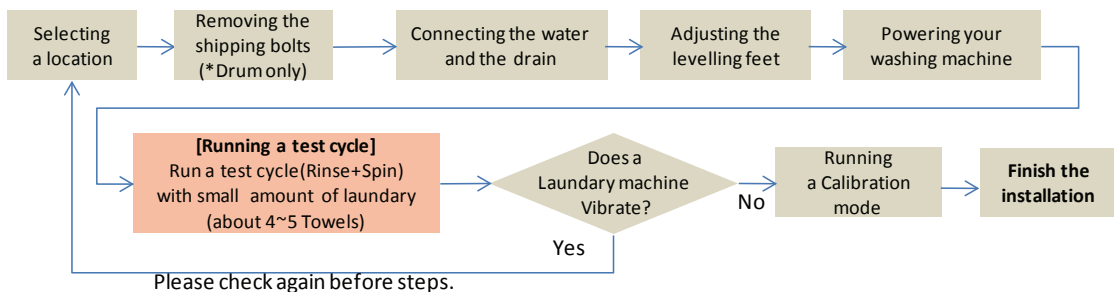 Selecting
a location
Removing the
shipping bolts
(*Drum only)
Connecting the water
and the drain
Adjusting the
levelling feet
Powering your
washing machine
[Running a test cycle]
Run a test cycle(Rinse+Spin)
with small amount of laundary
(about 4~5 Towels)
Does a
Laundary machine
Vibrate?
No
Running
a Calibration
mode
Finish the
installation
Yes
Please check again before steps.